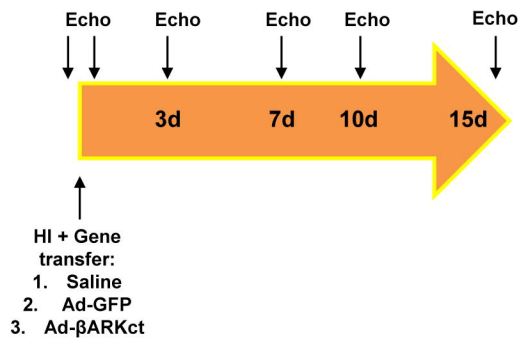 Echo Echo Echo Echo Echo
3d 7d 10d 15d
HI + Gene
transfer:
1. Saline
2. Ad-GFP
3. Ad-βARKct